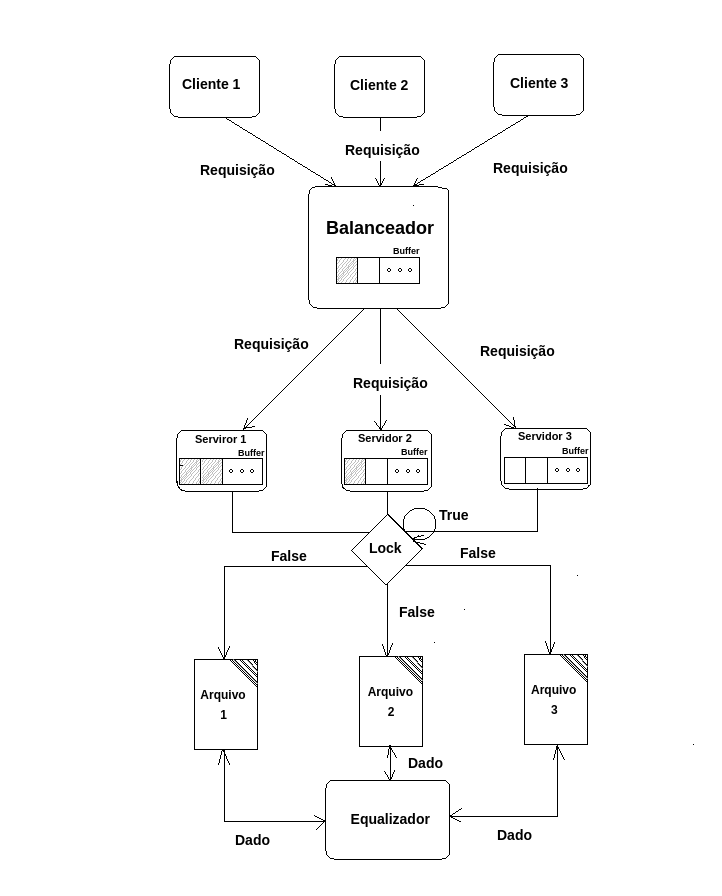 Cliente 1
Cliente 2
Cliente 3
Requisição
Requisição
Requisição
Balanceador
Buffer
Requisição
Requisição
Requisição
Serviror 1
Buffer
Servidor 2
Buffer
Servidor 3
Buffer
True
Lock
False
False
False
Arquivo
1
Arquivo
2
Arquivo
3
Dado
Equalizador
Dado
Dado